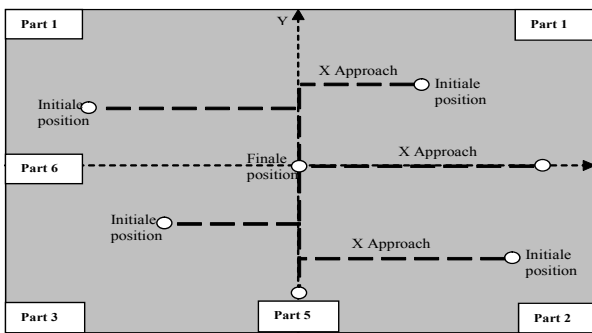 Part 1
Y
Part 1
X Approach
Initiale
position
Initiale
position
Finale
position
X Approach
Part 6
Initiale
position
X Approach
Initiale
position
Part 3
Part 5
Part 2